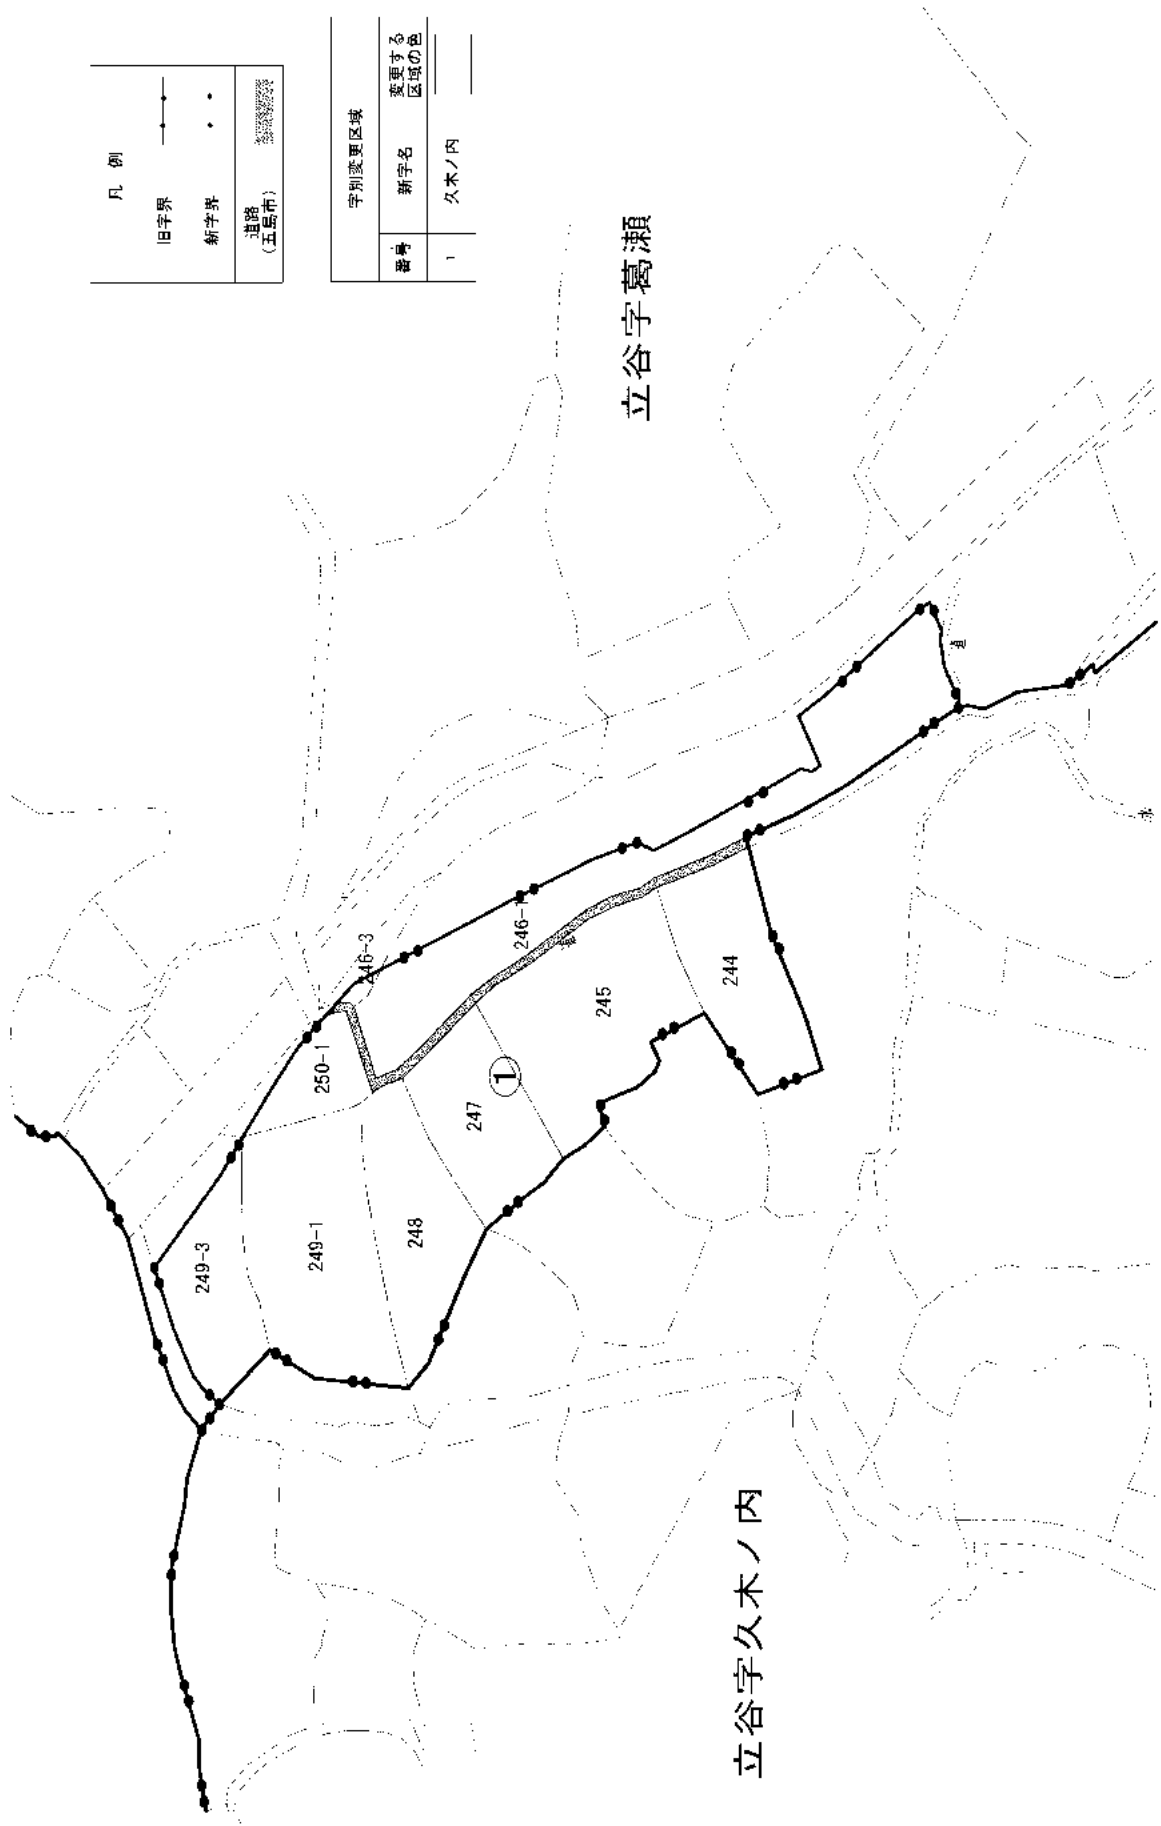 凡 例
旧字界
新字界
道路
(五島市)
字別変更区域
番号 新字名 変更する
区域の色
1 久木ノ内
立谷字葛瀬
立谷字久木ノ内
249-3
249-1
248
250-1
246-3
246-1
247
①
245
244
道
水